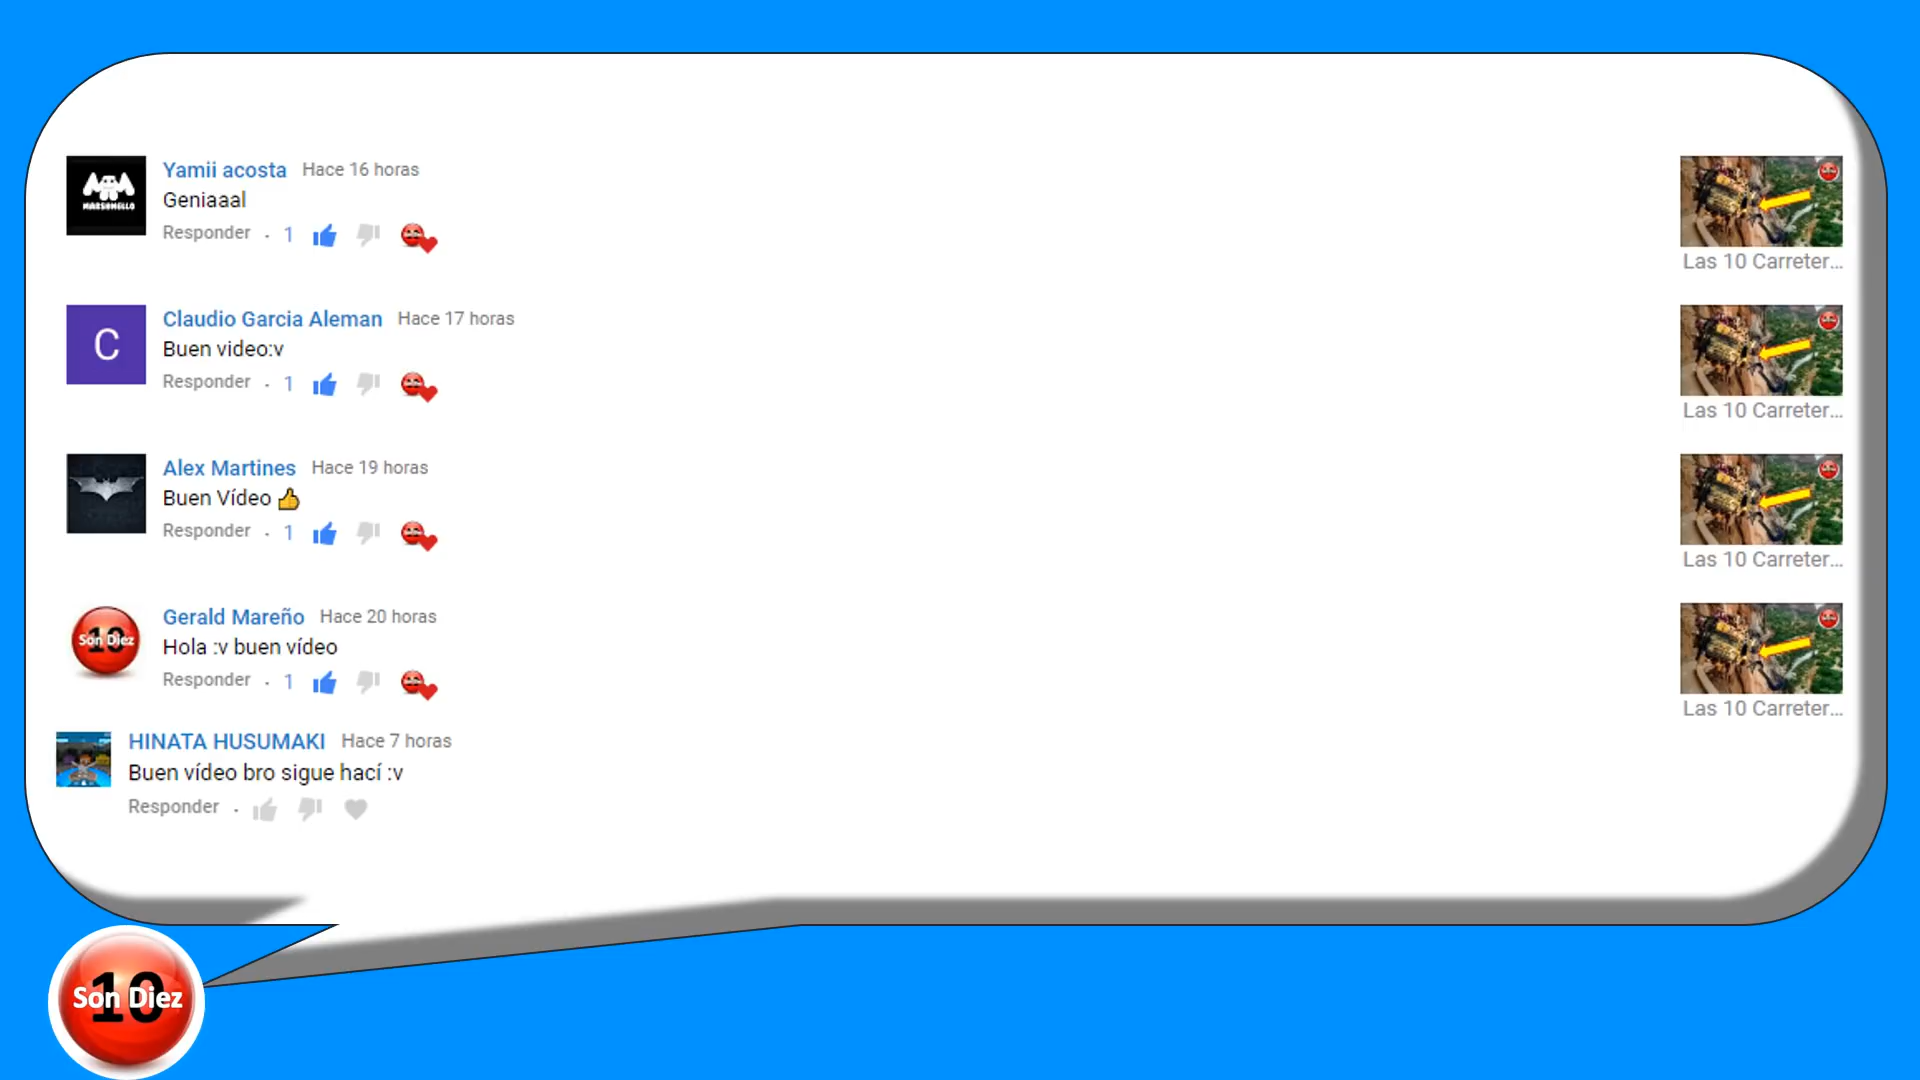 MARSHMELLO
Yamii acosta Hace 16 horas
Geniaaal
Responder . 1
Las 10 Carreter...
C
Claudio Garcia Aleman Hace 17 horas
Buen video:v
Responder . 1
Las 10 Carreter...
Alex Martines Hace 19 horas
Buen Vídeo 👍
Responder . 1
Las 10 Carreter...
10
Son Diez
Gerald Mareño Hace 20 horas
Hola :v buen vídeo
Responder . 1
Las 10 Carreter...
HINATA HUSUMAKI Hace 7 horas
Buen vídeo bro sigue hací :v
Responder .
10
Son Diez